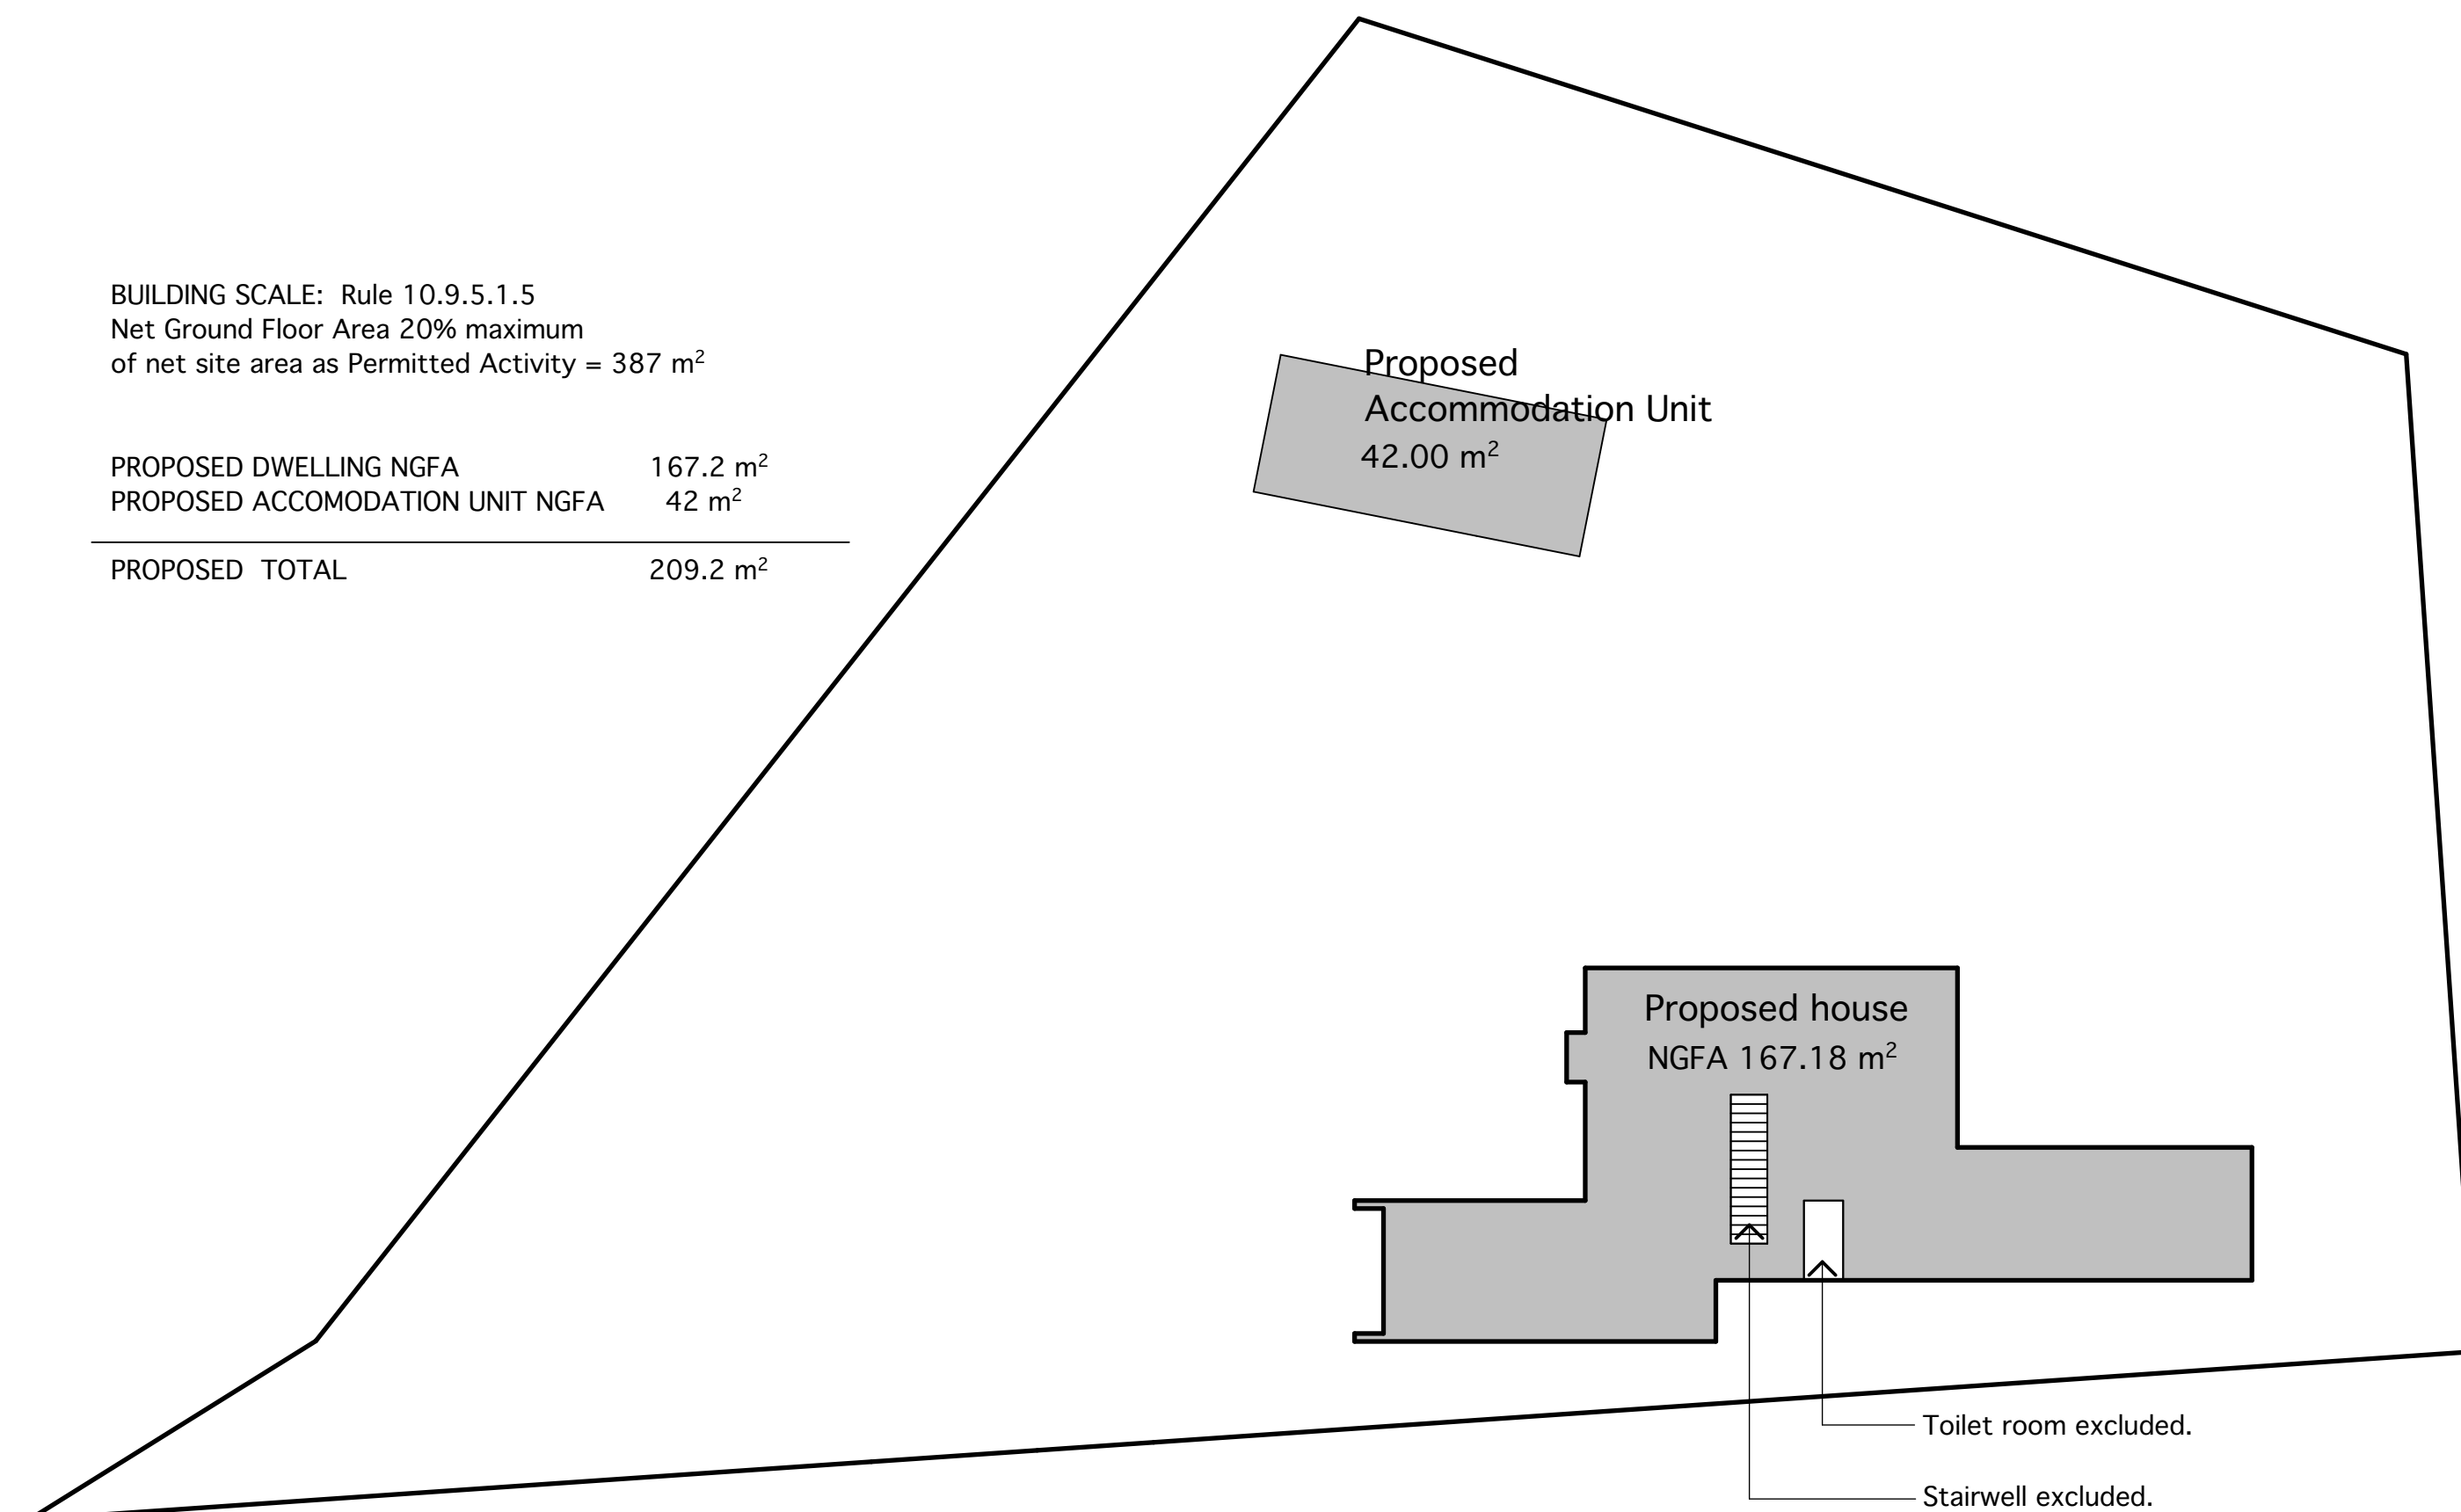 BUILDING SCALE:  Rule 10.9.5.1.5
Net Ground Floor Area 20% maximum
of net site area as Permitted Activity = 387 m²
PROPOSED DWELLING NGFA 167.2 m²
PROPOSED ACCOMODATION UNIT NGFA 42 m²
PROPOSED  TOTAL 209.2 m²
Proposed
Accommodation Unit
42.00 m²
Proposed house
NGFA 167.18 m²
Toilet room excluded.
Stairwell excluded.